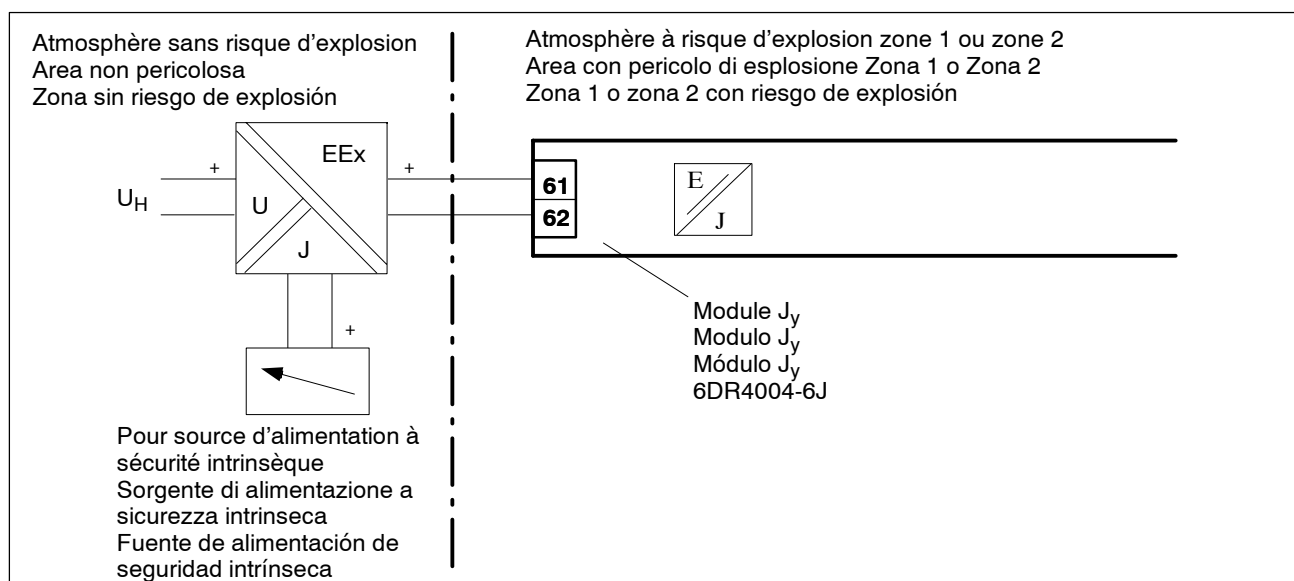 Atmosphère sans risque d’explosion
Area non pericolosa
Zona sin riesgo de explosión
Atmosphère à risque d’explosion zone 1 ou zone 2
Area con pericolo di esplosione Zona 1 o Zona 2
Zona 1 o zona 2 con riesgo de explosión
+
U_H
U
EEx
J
+
61
62
E
J
+
Module J_y
Modulo J_y
Módulo J_y
6DR4004-6J
Pour source d’alimentation à
sécurité intrinsèque
Sorgente di alimentazione a
sicurezza intrinseca
Fuente de alimentación de
seguridad intrínseca